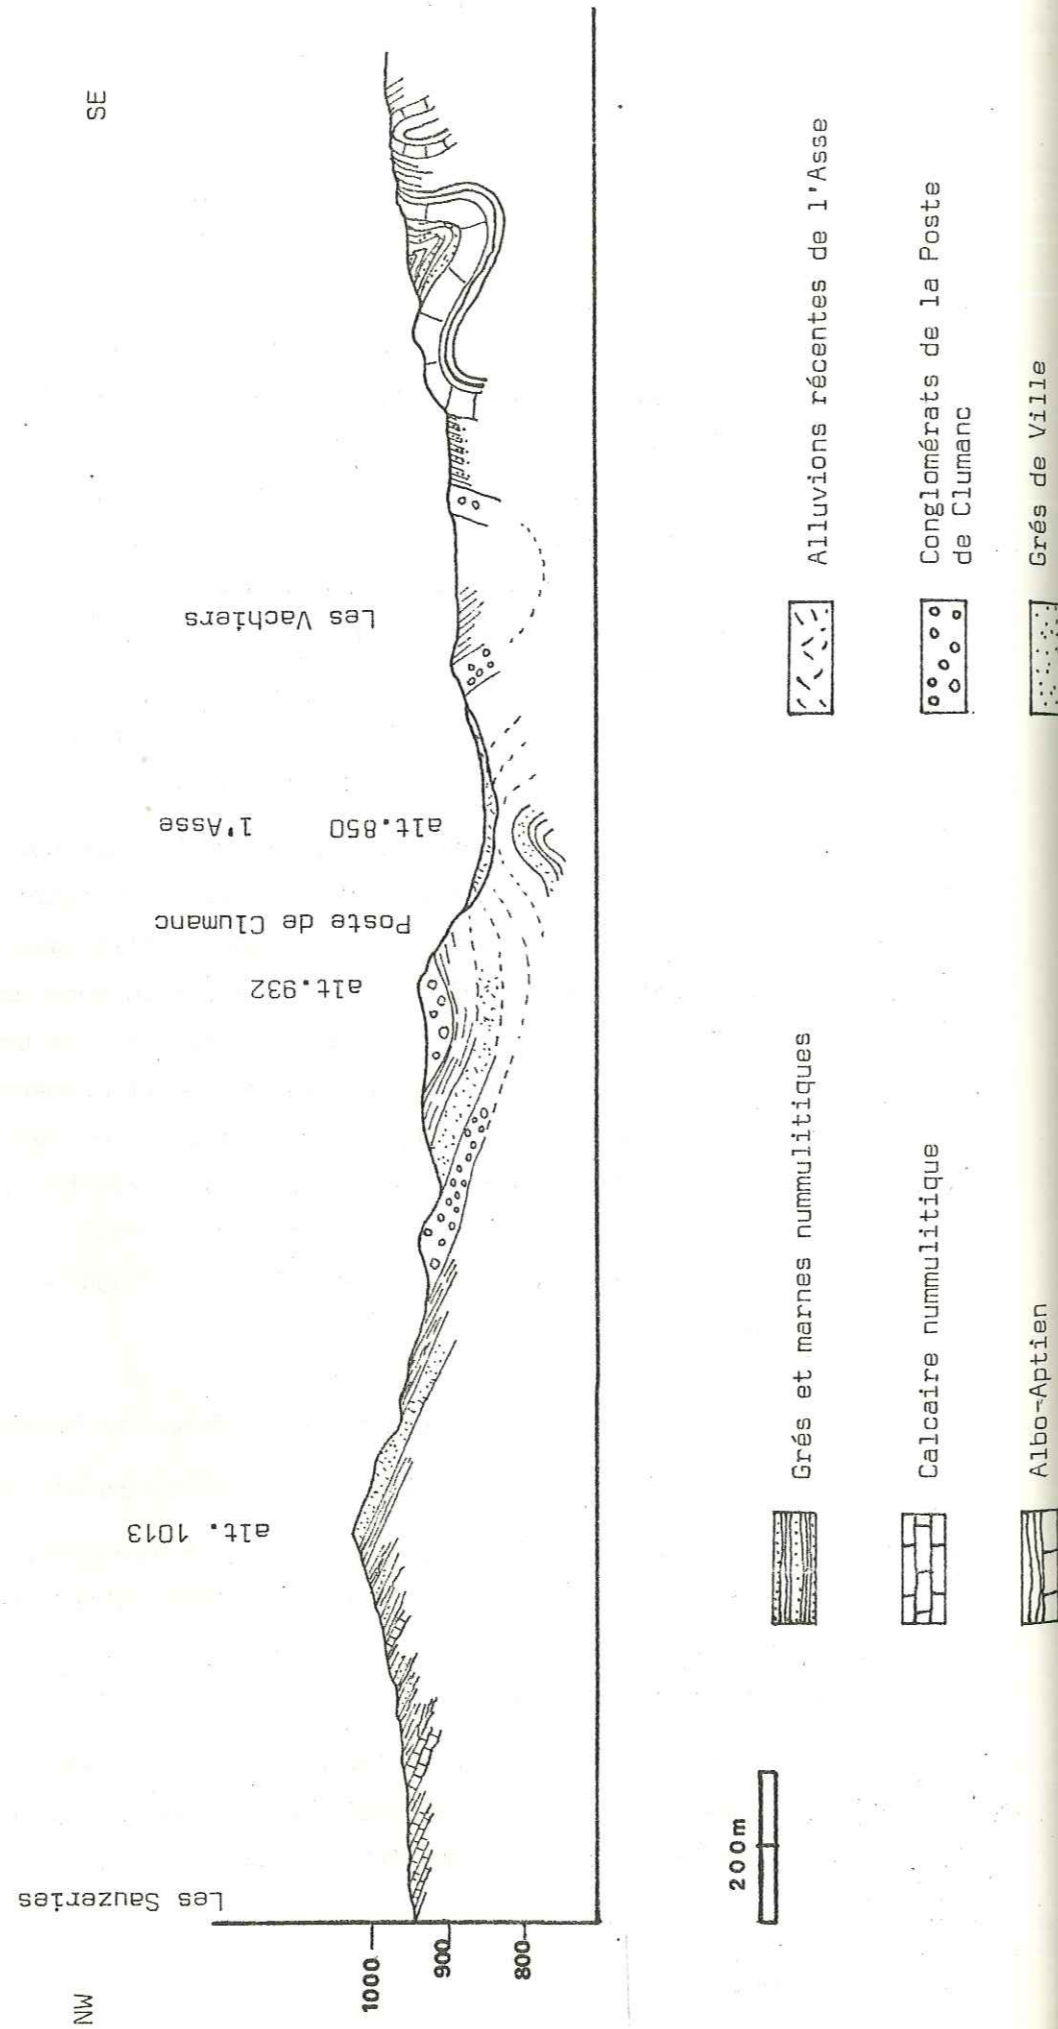 NW
SE
Les Sauzeries
alt. 1013
alt.932
Poste de Clumanc
l'Asse
alt.850
Les Vachiers
1000
900
800
200m
Grés et marnes nummulitiques
Calcaire nummulitique
Albo-Aptien
Alluvions récentes de l'Asse
Conglomérats de la Poste
de Clumanc
Grés de Ville